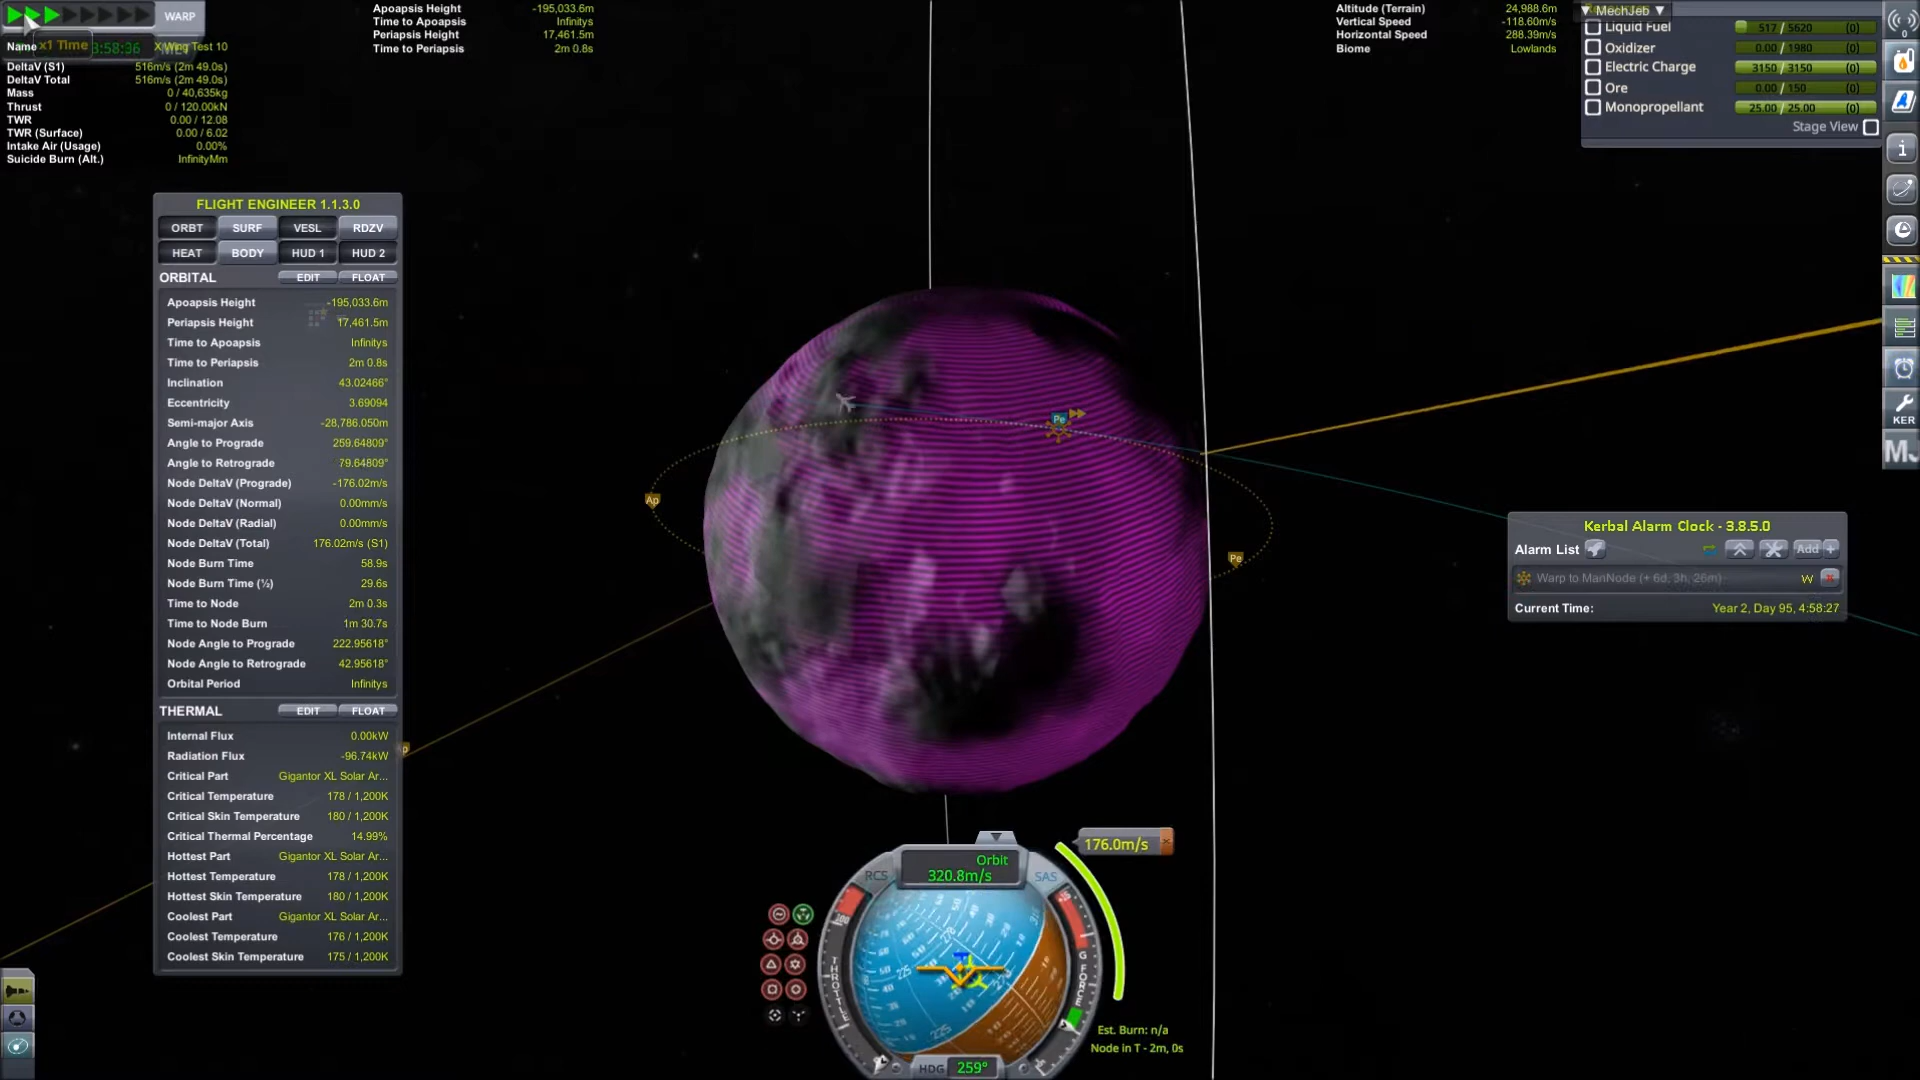 WARP
x1 Time
3:58:36
Name X Wing Test 10
DeltaV (S1) 516m/s (2m 49.0s)
DeltaV Total 516m/s (2m 49.0s)
Mass 0 / 40,635kg
Thrust 0 / 120.00kN
TWR 0.00 / 12.08
TWR (Surface) 0.00 / 6.02
Intake Air (Usage) 0.00%
Suicide Burn (Alt.) InfinityMm
Apoapsis Height -195,033.6m
Time to Apoapsis Infinitys
Periapsis Height 17,461.5m
Time to Periapsis 2m 0.8s
Altitude (Terrain) 24,988.6m
Vertical Speed -118.60m/s
Horizontal Speed 288.39m/s
Biome Lowlands
MechJeb
Liquid Fuel 517 / 5620 (0)
Oxidizer 0.00 / 1980 (0)
Electric Charge 3150 / 3150 (0)
Ore 0.00 / 150 (0)
Monopropellant 25.00 / 25.00 (0)
Stage View
0
KER
FLIGHT ENGINEER 1.1.3.0
ORBT SURF VESL RDZV
HEAT BODY HUD 1 HUD 2
ORBITAL EDIT FLOAT
Apoapsis Height -195,033.6m
Periapsis Height 17,461.5m
Time to Apoapsis Infinitys
Time to Periapsis 2m 0.8s
Inclination 43.02466°
Eccentricity 3.69094
Semi-major Axis -28,786.050m
Angle to Prograde 259.64809°
Angle to Retrograde 79.64809°
Node DeltaV (Prograde) -176.02m/s
Node DeltaV (Normal) 0.00mm/s
Node DeltaV (Radial) 0.00mm/s
Node DeltaV (Total) 176.02m/s (S1)
Node Burn Time 58.9s
Node Burn Time (½) 29.6s
Time to Node 2m 0.3s
Time to Node Burn 1m 30.7s
Node Angle to Prograde 222.95618°
Node Angle to Retrograde 42.95618°
Orbital Period Infinitys
THERMAL EDIT FLOAT
Internal Flux 0.00kW
Radiation Flux -96.74kW
Critical Part Gigantor XL Solar Ar...
Critical Temperature 178 / 1,200K
Critical Skin Temperature 180 / 1,200K
Critical Thermal Percentage 14.99%
Hottest Part Gigantor XL Solar Ar...
Hottest Temperature 178 / 1,200K
Hottest Skin Temperature 180 / 1,200K
Coolest Part Gigantor XL Solar Ar...
Coolest Temperature 176 / 1,200K
Coolest Skin Temperature 175 / 1,200K
Pe
Ap
Pe
Kerbal Alarm Clock - 3.8.5.0
Alarm List Add +
Warp to ManNode (+ 6d, 3h, 26m) W
Current Time: Year 2, Day 95, 4:58:27
176.0m/s
Orbit
320.8m/s
RCS SAS
THROTTLE
G FORCE
225
270
225
Est. Burn: n/a
Node in T - 2m, 0s
HDG 259°